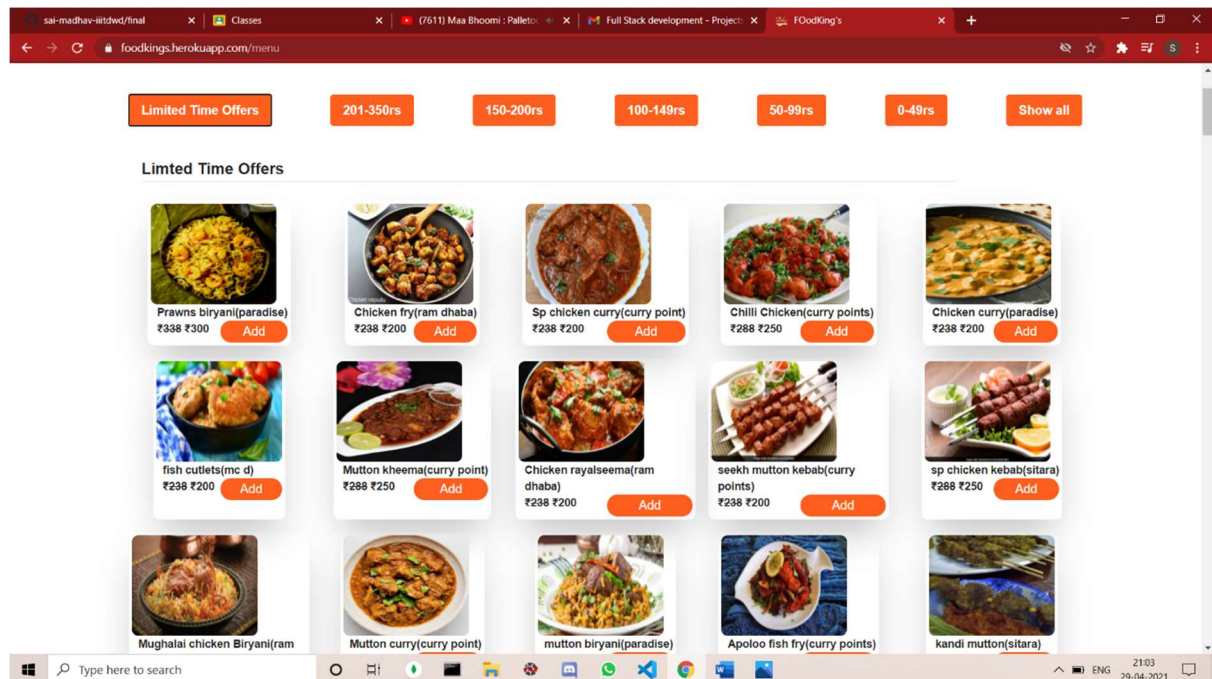 sai-madhav-iiitdwd/final
Classes
(7611) Maa Bhoomi : Palletoo
Full Stack development - Projects
FOodKing's
foodkings.herokuapp.com/menu
S
Limited Time Offers
201-350rs
150-200rs
100-149rs
50-99rs
0-49rs
Show all
Limted Time Offers
Prawns biryani(paradise)
₹338 ₹300 Add
Chicken fry(ram dhaba)
₹238 ₹200 Add
Sp chicken curry(curry point)
₹238 ₹200 Add
Chilli Chicken(curry points)
₹288 ₹250 Add
Chicken curry(paradise)
₹238 ₹200 Add
fish cutlets(mc d)
₹238 ₹200 Add
Mutton kheema(curry point)
₹288 ₹250 Add
Chicken rayalseema(ram
dhaba)
₹238 ₹200 Add
seekh mutton kebab(curry
points)
₹238 ₹200 Add
sp chicken kebab(sitara)
₹288 ₹250 Add
Mughalai chicken Biryani(ram
Mutton curry(curry point)
mutton biryani(paradise)
Apoloo fish fry(curry points)
kandi mutton(sitara)
Type here to search
ENG
21:03
29-04-2021